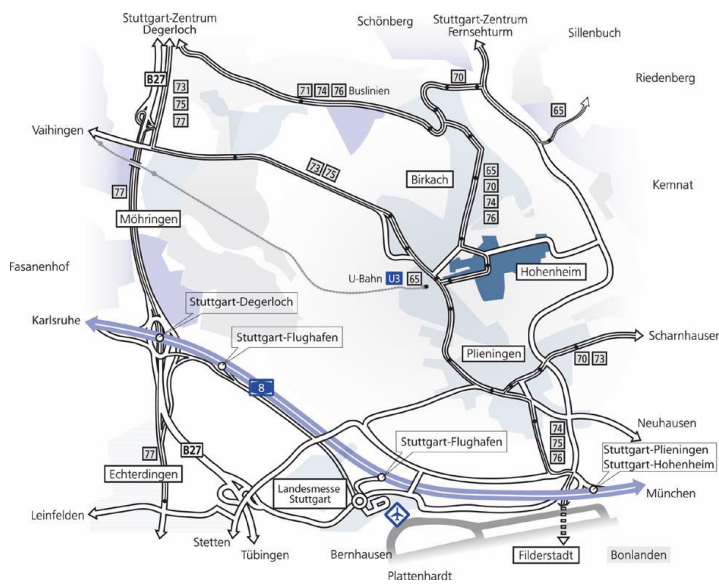 Stuttgart-Zentrum
Degerloch
Schönberg
Stuttgart-Zentrum
Fernsehturm
Sillenbuch
B27
73
75
77
71 74 76 Buslinien
70
Riedenberg
65
Vaihingen
73 75
Birkach
65
70
74
76
Kemnat
77
Möhringen
Fasanenhof
U-Bahn U3 65
Hohenheim
Karlsruhe
Stuttgart-Degerloch
Stuttgart-Flughafen
Scharnhausen
Plieningen
70 73
8
Neuhausen
74
75
76
Stuttgart-Flughafen
Stuttgart-Plieningen
Stuttgart-Hohenheim
77
B27
Echterdingen
Landesmesse
Stuttgart
München
Leinfelden
Stetten
Tübingen
Bernhausen
Filderstadt
Bonlanden
Plattenhardt